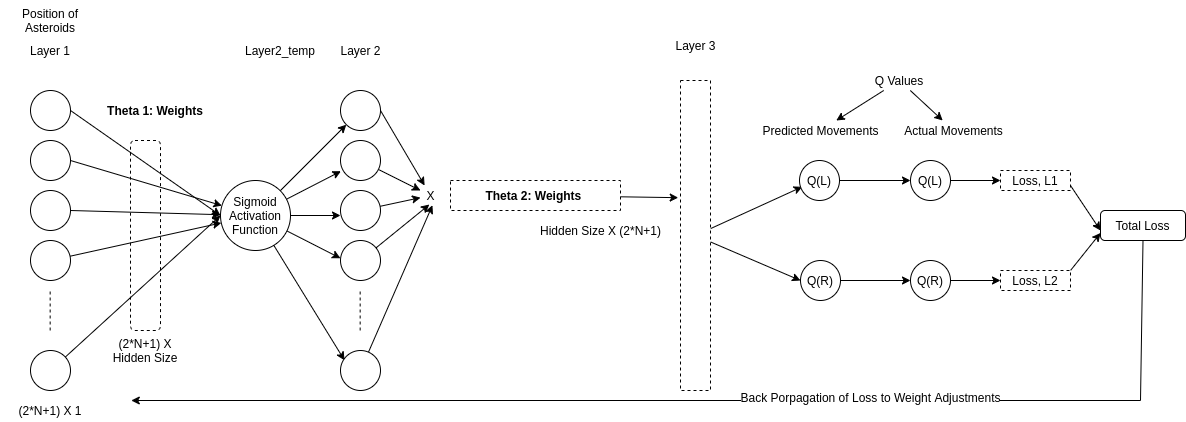 Position of
Asteroids
Layer 1
Layer2_temp
Layer 2
Layer 3
Theta 1: Weights
Q Values
Predicted Movements
Actual Movements
Sigmoid
Activation
Function
X
Theta 2: Weights
Hidden Size X (2*N+1)
Q(L)
Q(L)
Loss, L1
Total Loss
Q(R)
Q(R)
Loss, L2
(2*N+1) X
Hidden Size
(2*N+1) X 1
Back Porpagation of Loss to Weight Adjustments